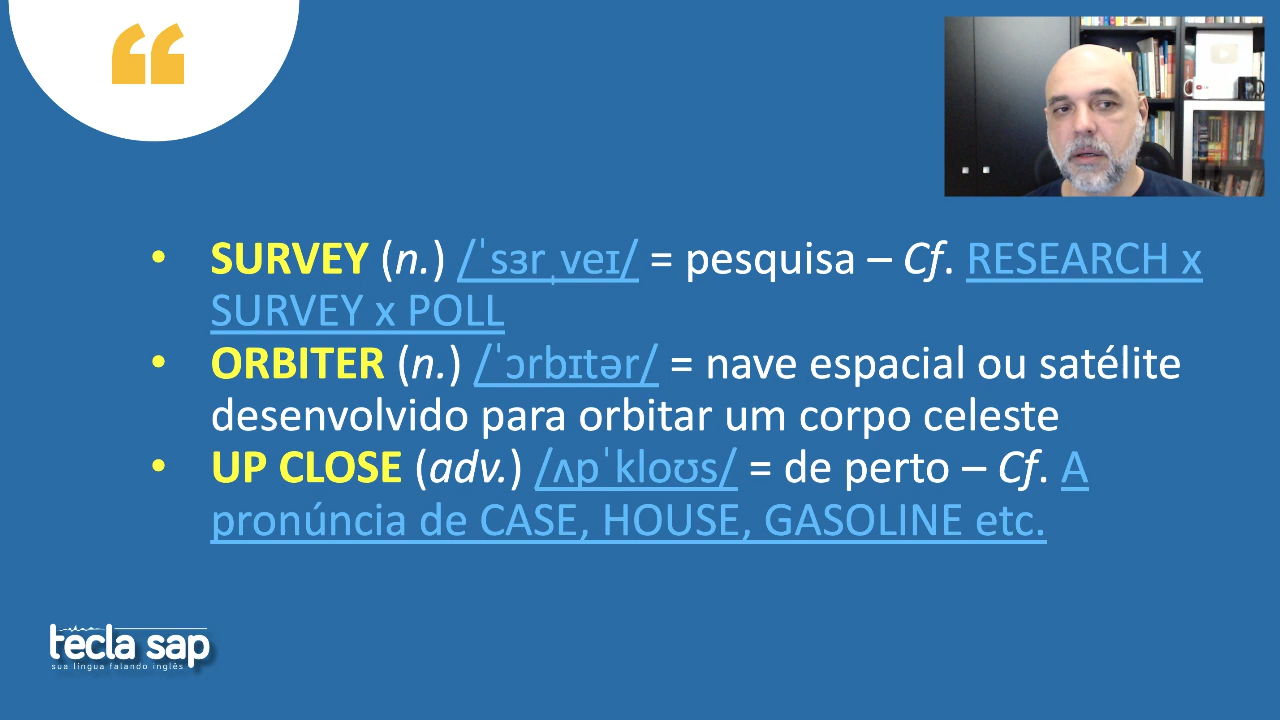 • SURVEY (n.) /ˈsɜrˌveɪ/ = pesquisa – Cf. RESEARCH x
SURVEY x POLL
• ORBITER (n.) /ˈɔrbɪtər/ = nave espacial ou satélite
desenvolvido para orbitar um corpo celeste
• UP CLOSE (adv.) /ʌpˈkloʊs/ = de perto – Cf. A
pronúncia de CASE, HOUSE, GASOLINE etc.
tecla sap
sua língua falando inglês